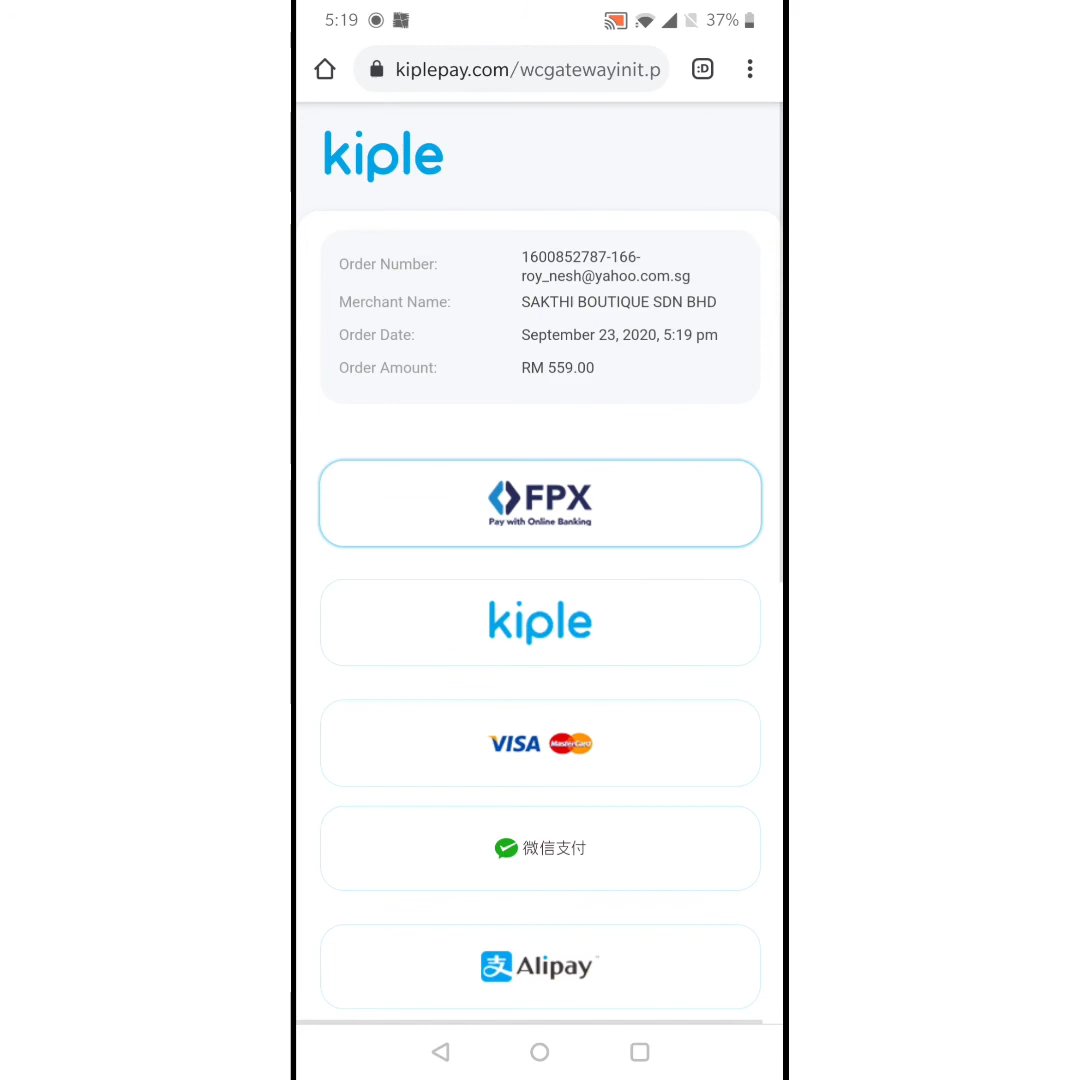 5:19
37%
kiplepay.com/wcgatewayinit.p
:D
kiple
Order Number:
1600852787-166-
roy_nesh@yahoo.com.sg
Merchant Name:
SAKTHI BOUTIQUE SDN BHD
Order Date:
September 23, 2020, 5:19 pm
Order Amount:
RM 559.00
FPX
Pay with Online Banking
kiple
VISA MasterCard
微信支付
支 Alipay